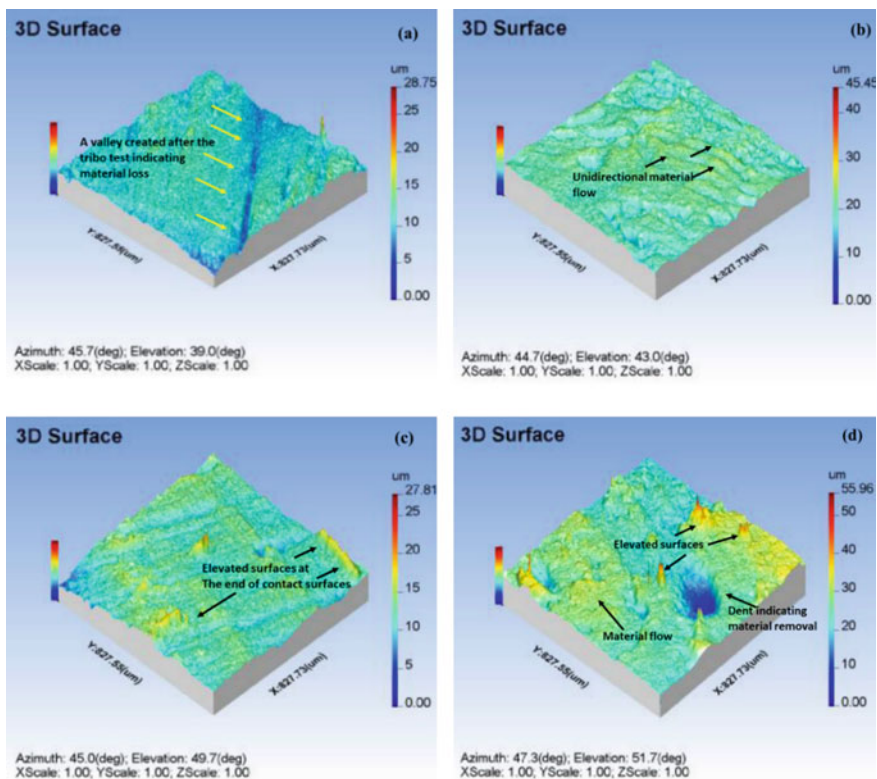 3D Surface
(a)
um
28.75
25
20
15
10
5
0.00
A valley created after the
tribo test indicating
material loss
Y:827.55(um)
X:827.73(um)
Azimuth: 45.7(deg); Elevation: 39.0(deg)
XScale: 1.00; YScale: 1.00; ZScale: 1.00
3D Surface
(b)
um
45.45
40
30
20
10
0.00
Unidirectional material
flow
Y:827.55(um)
X:827.73(um)
Azimuth: 44.7(deg); Elevation: 43.0(deg)
XScale: 1.00; YScale: 1.00; ZScale: 1.00
3D Surface
(c)
um
27.81
25
20
15
10
5
0.00
Elevated surfaces at
The end of contact surfaces
Y:827.55(um)
X:827.73(um)
Azimuth: 45.0(deg); Elevation: 49.7(deg)
XScale: 1.00; YScale: 1.00; ZScale: 1.00
3D Surface
(d)
um
55.96
50
40
30
20
10
0.00
Elevated surfaces
Dent indicating
material removal
Material flow
Y:827.55(um)
X:827.73(um)
Azimuth: 47.3(deg); Elevation: 51.7(deg)
XScale: 1.00; YScale: 1.00; ZScale: 1.00